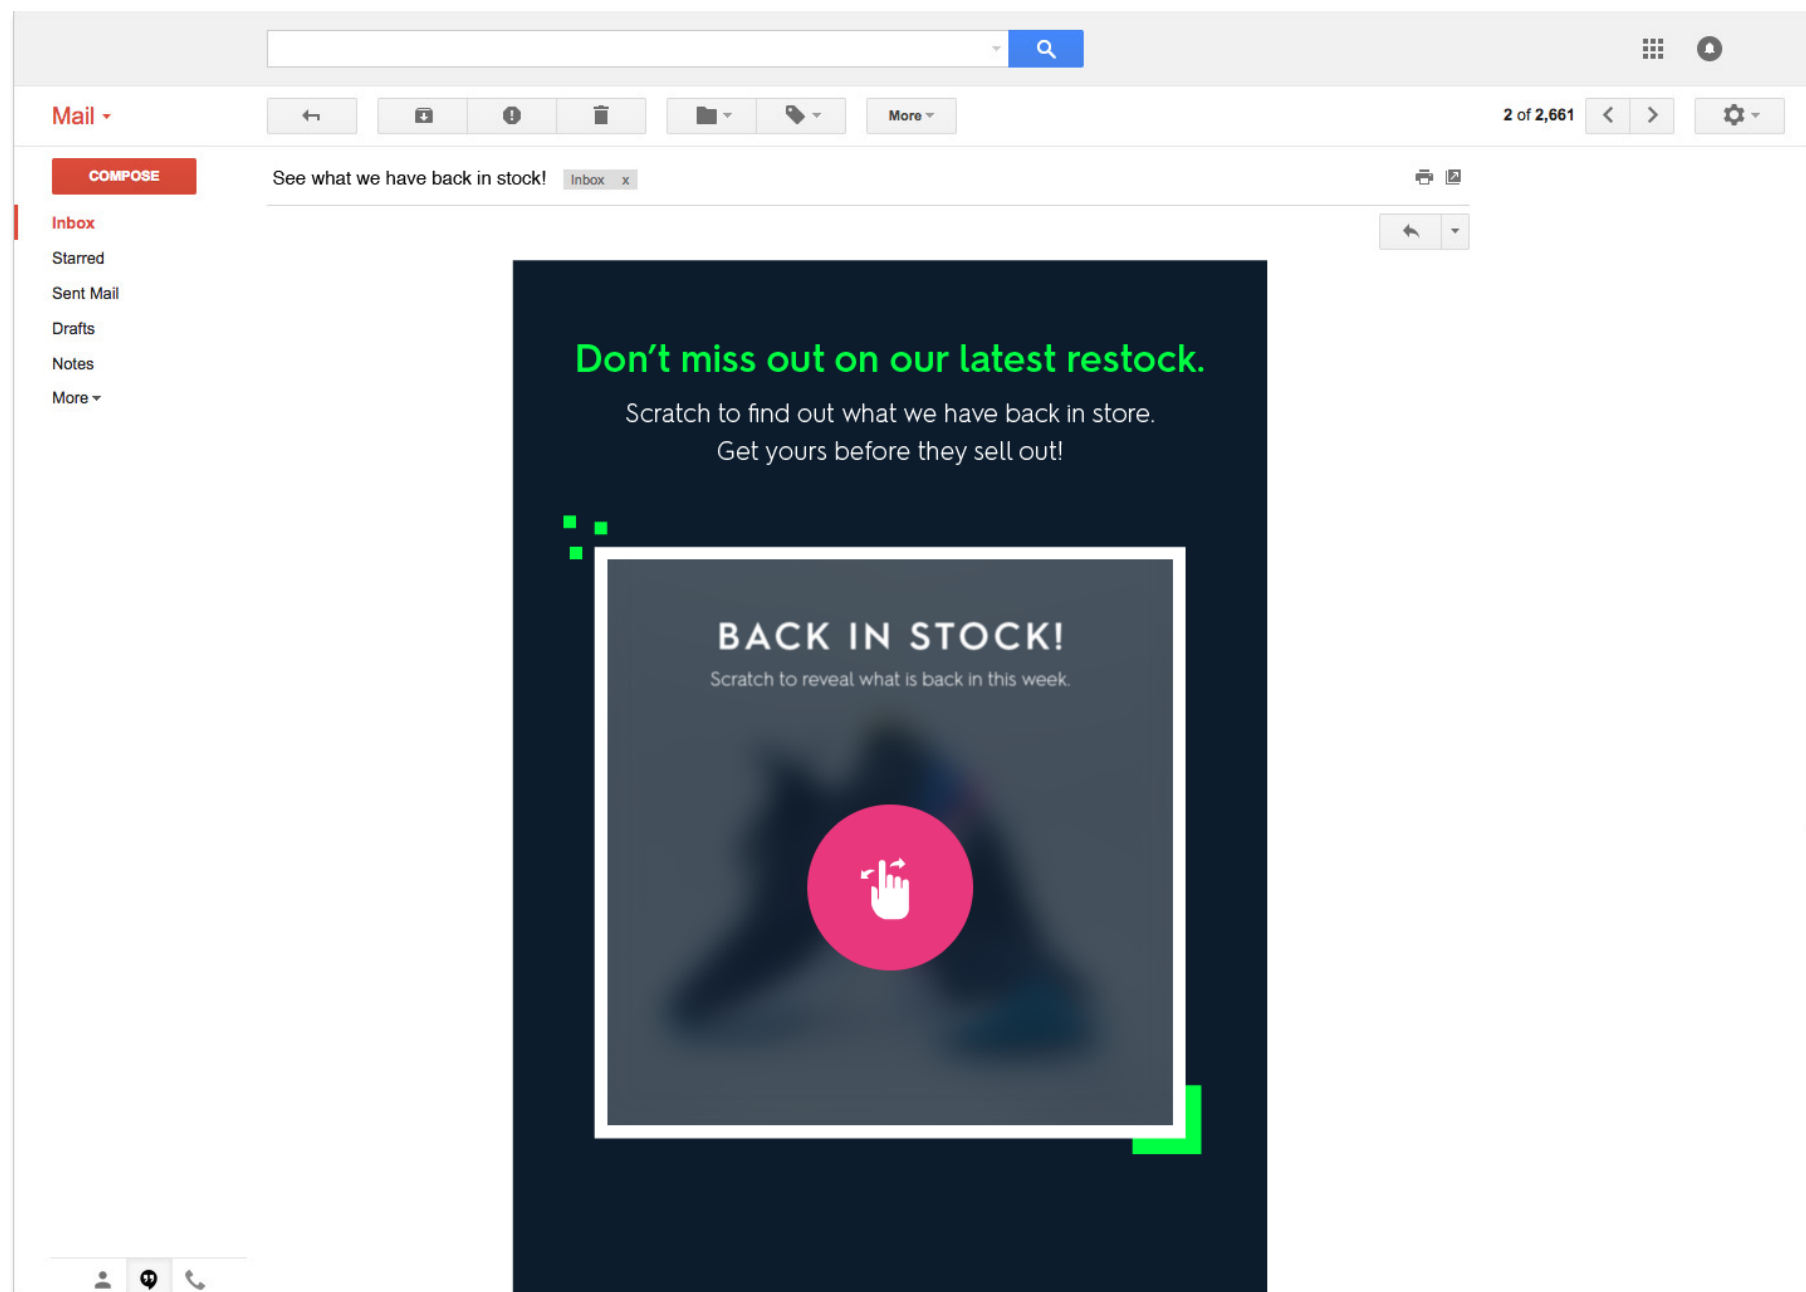 Mail
More
2 of 2,661
COMPOSE
See what we have back in stock!
Inbox x
Inbox
Starred
Sent Mail
Drafts
Notes
More
Don't miss out on our latest restock.
Scratch to find out what we have back in store.
Get yours before they sell out!
BACK IN STOCK!
Scratch to reveal what is back in this week.